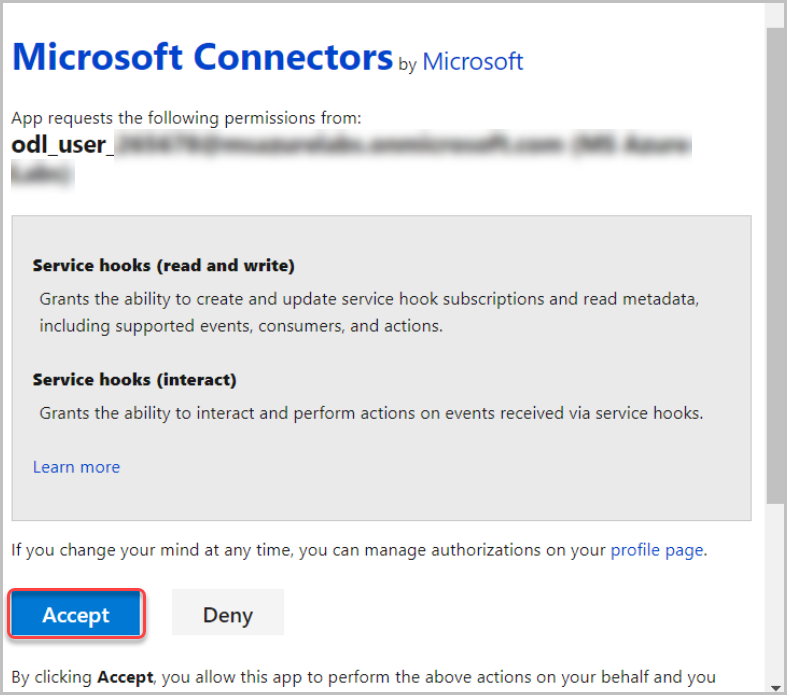 Microsoft Connectors by Microsoft
App requests the following permissions from:
odl_user_
Service hooks (read and write)
Grants the ability to create and update service hook subscriptions and read metadata,
including supported events, consumers, and actions.
Service hooks (interact)
Grants the ability to interact and perform actions on events received via service hooks.
Learn more
If you change your mind at any time, you can manage authorizations on your profile page.
Accept Deny
By clicking Accept, you allow this app to perform the above actions on your behalf and you